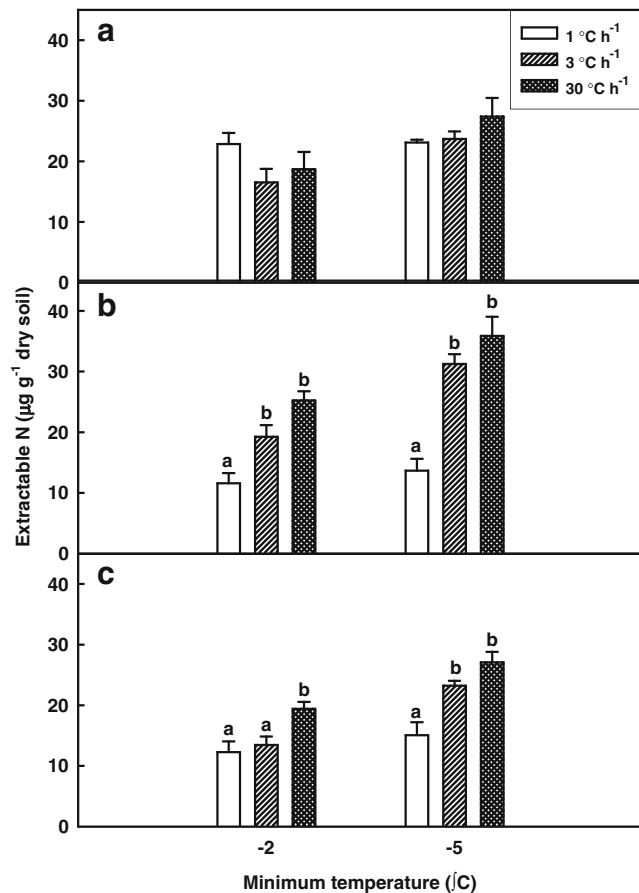 a
1 °C h-1
3 °C h-1
30 °C h-1
40
30
20
10
0
b
40
30
20
10
0
a b b a b b
c
40
30
20
10
0
a a b a b b
-2 -5
Extractable N (µg g-1 dry soil)
Minimum temperature (∫C)